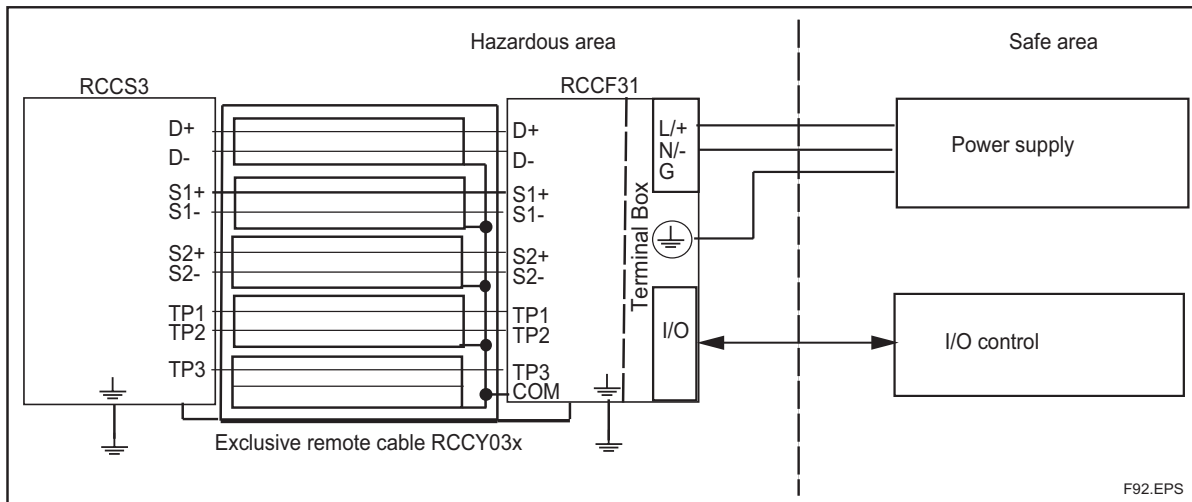 Hazardous area
Safe area
RCCS3
RCCF31
D+
D-
S1+
S1-
S2+
S2-
TP1
TP2
TP3
D+
D-
S1+
S1-
S2+
S2-
TP1
TP2
TP3
COM
Terminal Box
L/+
N/-
G
I/O
Power supply
I/O control
Exclusive remote cable RCCY03x
F92.EPS